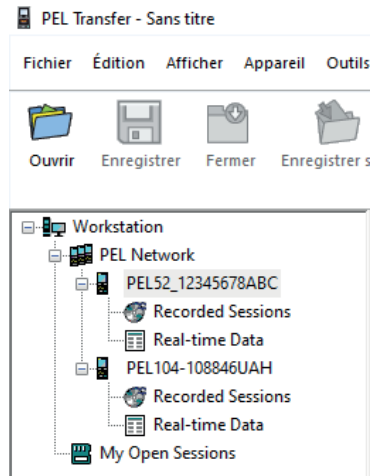 PEL Transfer - Sans titre
Fichier Édition Afficher Appareil Outils
Ouvrir Enregistrer Fermer Enregistrer s
Workstation
PEL Network
PEL52_12345678ABC
Recorded Sessions
Real-time Data
PEL104-108846UAH
Recorded Sessions
Real-time Data
My Open Sessions